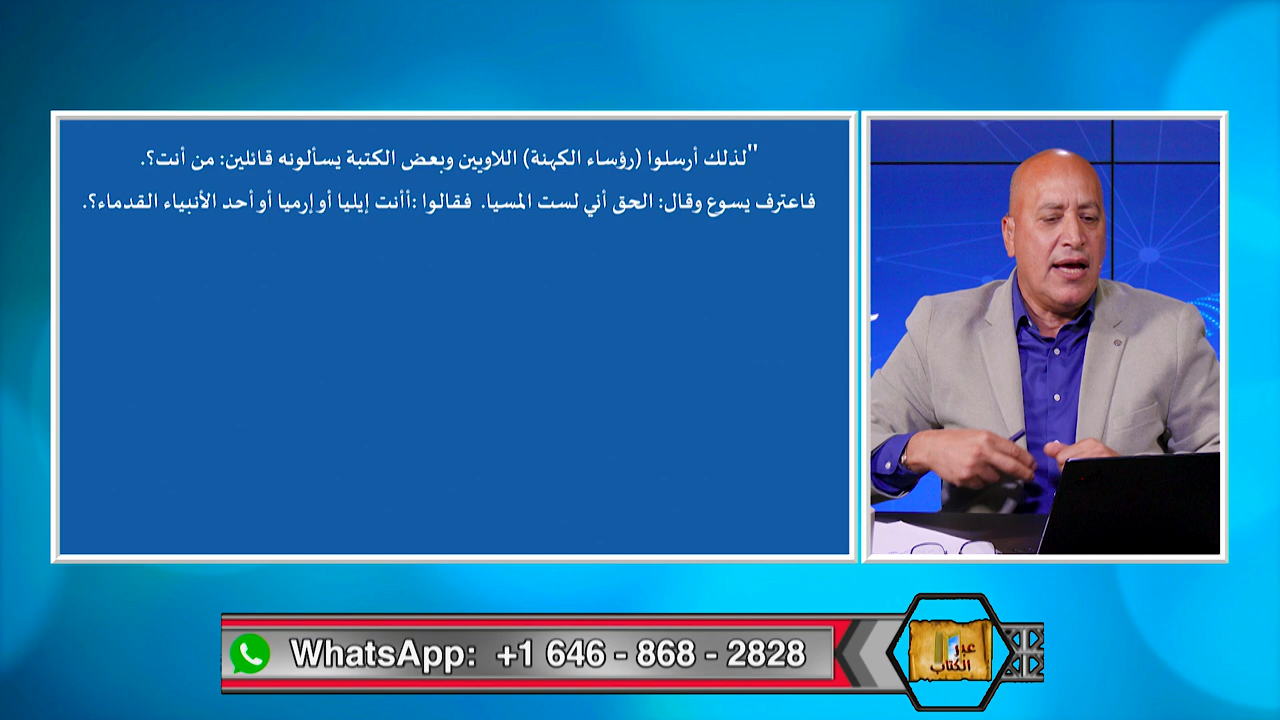 "لذلك أرسلوا (رؤساء الكهنة) اللاويين وبعض الكتبة يسألونه قائلين: من أنت؟.
فاعترف يسوع وقال: الحق أني لست المسيا. فقالوا :أأنت إيليا أو إرميا أو أحد الأنبياء القدماء؟.
WhatsApp: +1 646 - 868 - 2828
عبر
الكتاب